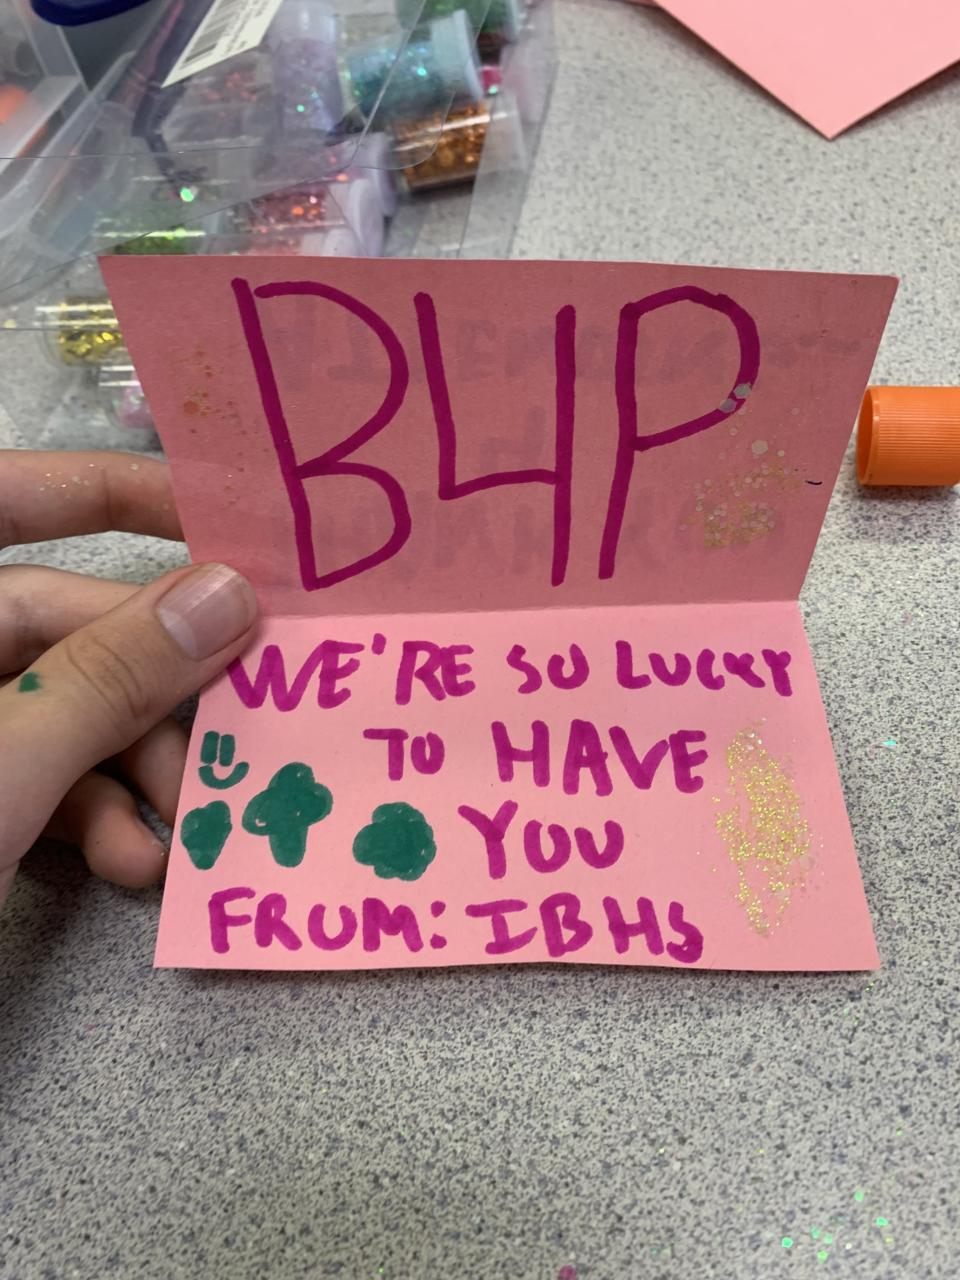 B4P
WE'RE SO LUCKY
TO HAVE
YOU
FROM: IBHS